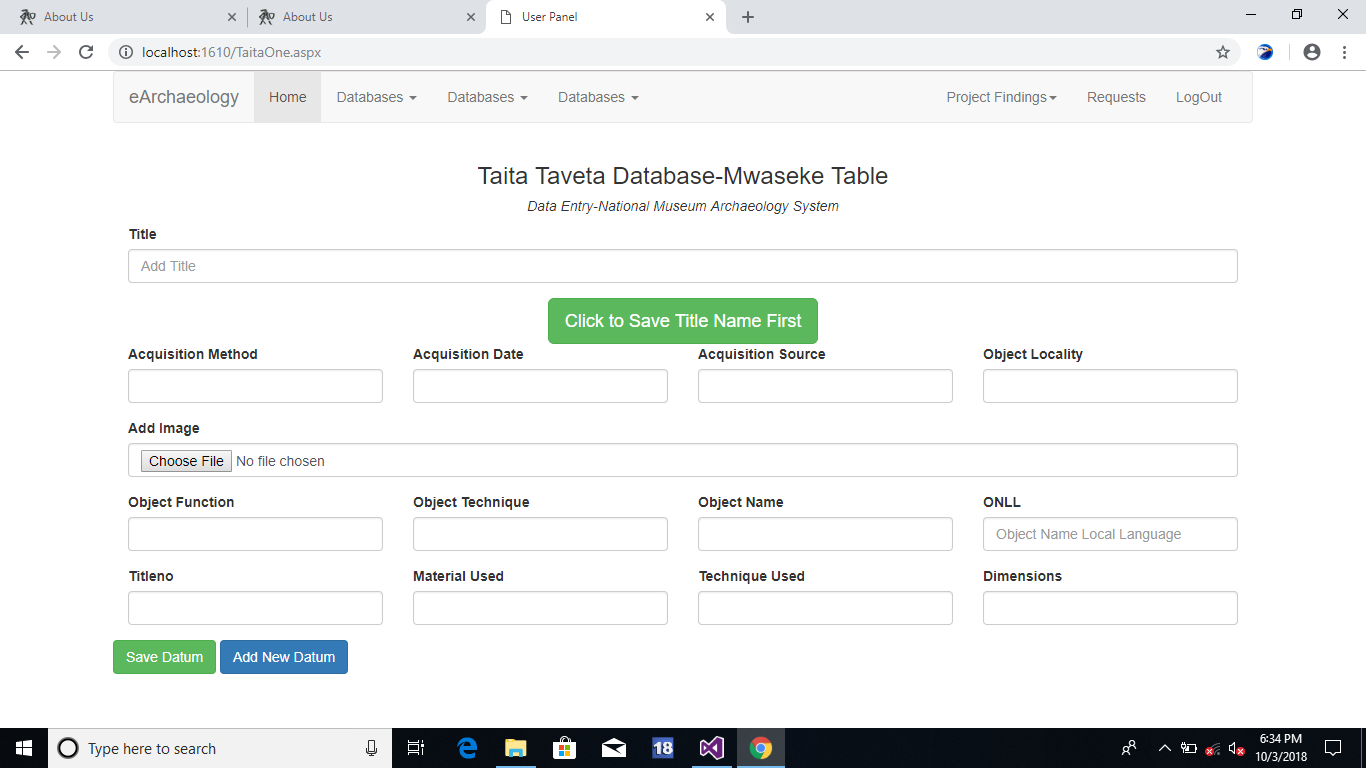 About Us
About Us
User Panel
localhost:1610/TaitaOne.aspx
eArchaeology Home Databases Databases Databases Project Findings Requests LogOut
Taita Taveta Database-Mwaseke Table
Data Entry-National Museum Archaeology System
Title
Add Title
Click to Save Title Name First
Acquisition Method Acquisition Date Acquisition Source Object Locality
Add Image
Choose File No file chosen
Object Function Object Technique Object Name ONLL
Object Name Local Language
Titleno Material Used Technique Used Dimensions
Save Datum Add New Datum
Type here to search
18
6:34 PM
10/3/2018